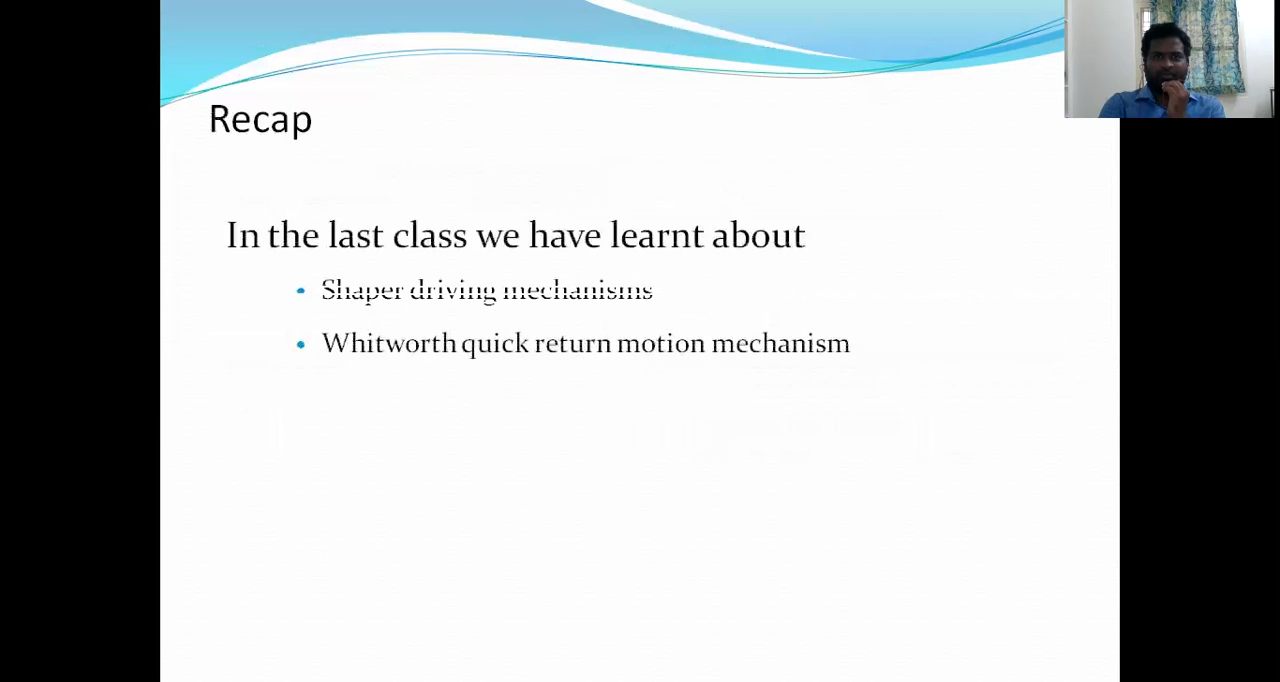 Recap
In the last class we have learnt about
• Shaper driving mechanisms
• Whitworth quick return motion mechanism